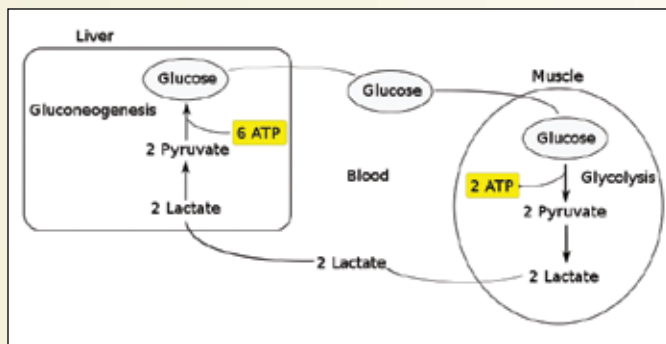 Liver
Glucose
Glucose
Muscle
Gluconeogenesis
6 ATP
Glucose
2 Pyruvate
Blood
2 ATP
Glycolysis
2 Pyruvate
2 Lactate
2 Lactate
2 Lactate